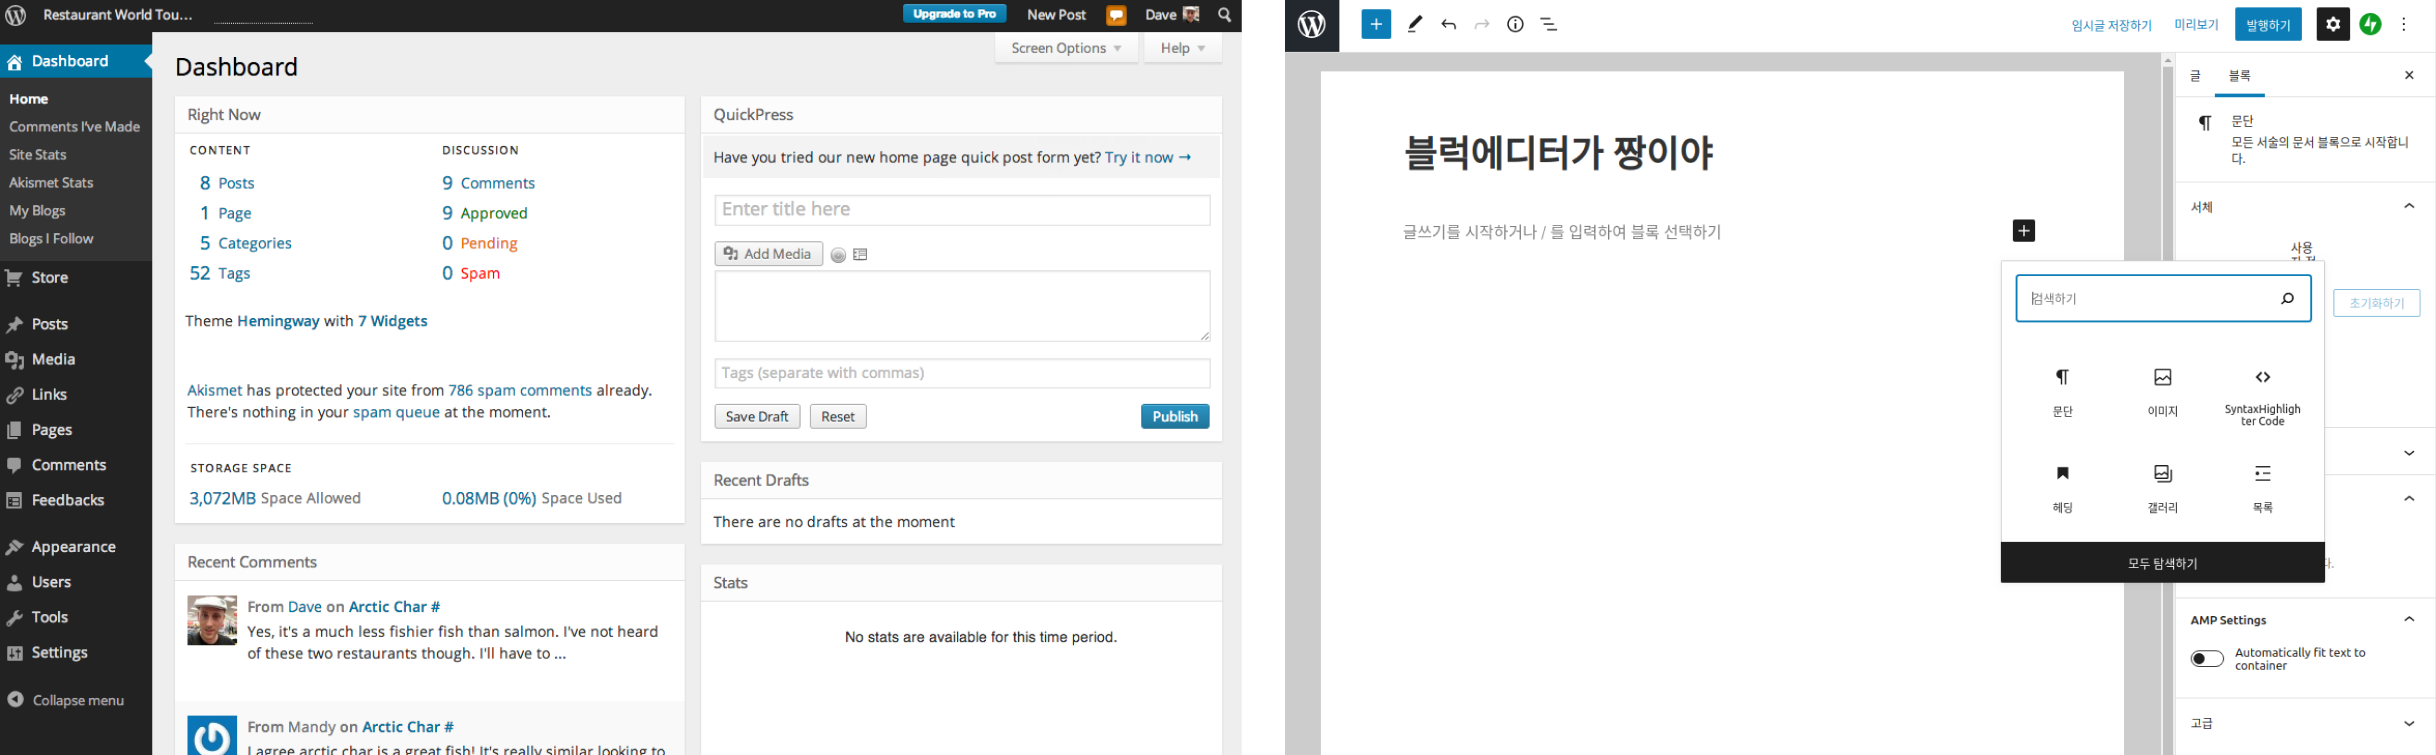 Restaurant World Tou...
Upgrade to Pro
New Post
Dave
Dashboard
Home
Comments I've Made
Site Stats
Akismet Stats
My Blogs
Blogs I Follow
Store
Posts
Media
Links
Pages
Comments
Feedbacks
Appearance
Users
Tools
Settings
Collapse menu
Screen Options
Help
Dashboard
Right Now
CONTENT
8 Posts
1 Page
5 Categories
52 Tags
DISCUSSION
9 Comments
9 Approved
0 Pending
0 Spam
Theme Hemingway with 7 Widgets
Akismet has protected your site from 786 spam comments already.
There's nothing in your spam queue at the moment.
STORAGE SPACE
3,072MB Space Allowed
0.08MB (0%) Space Used
Recent Comments
From Dave on Arctic Char #
Yes, it's a much less fishier fish than salmon. I've not heard
of these two restaurants though. I'll have to ...
From Mandy on Arctic Char #
I agree arctic char is a great fish! It's really similar looking to
QuickPress
Have you tried our new home page quick post form yet? Try it now →
Enter title here
Add Media
Tags (separate with commas)
Save Draft
Reset
Publish
Recent Drafts
There are no drafts at the moment
Stats
No stats are available for this time period.
임시글 저장하기
미리보기
발행하기
블럭에디터가 짱이야
글쓰기를 시작하거나 / 를 입력하여 블록 선택하기
글
블록
문단
모든 서술의 문서 블록으로 시작합니
다.
서체
사용
초기화하기
검색하기
문단
이미지
SyntaxHighligh
ter Code
헤딩
갤러리
목록
모두 탐색하기
다.
AMP Settings
Automatically fit text to
container
고급